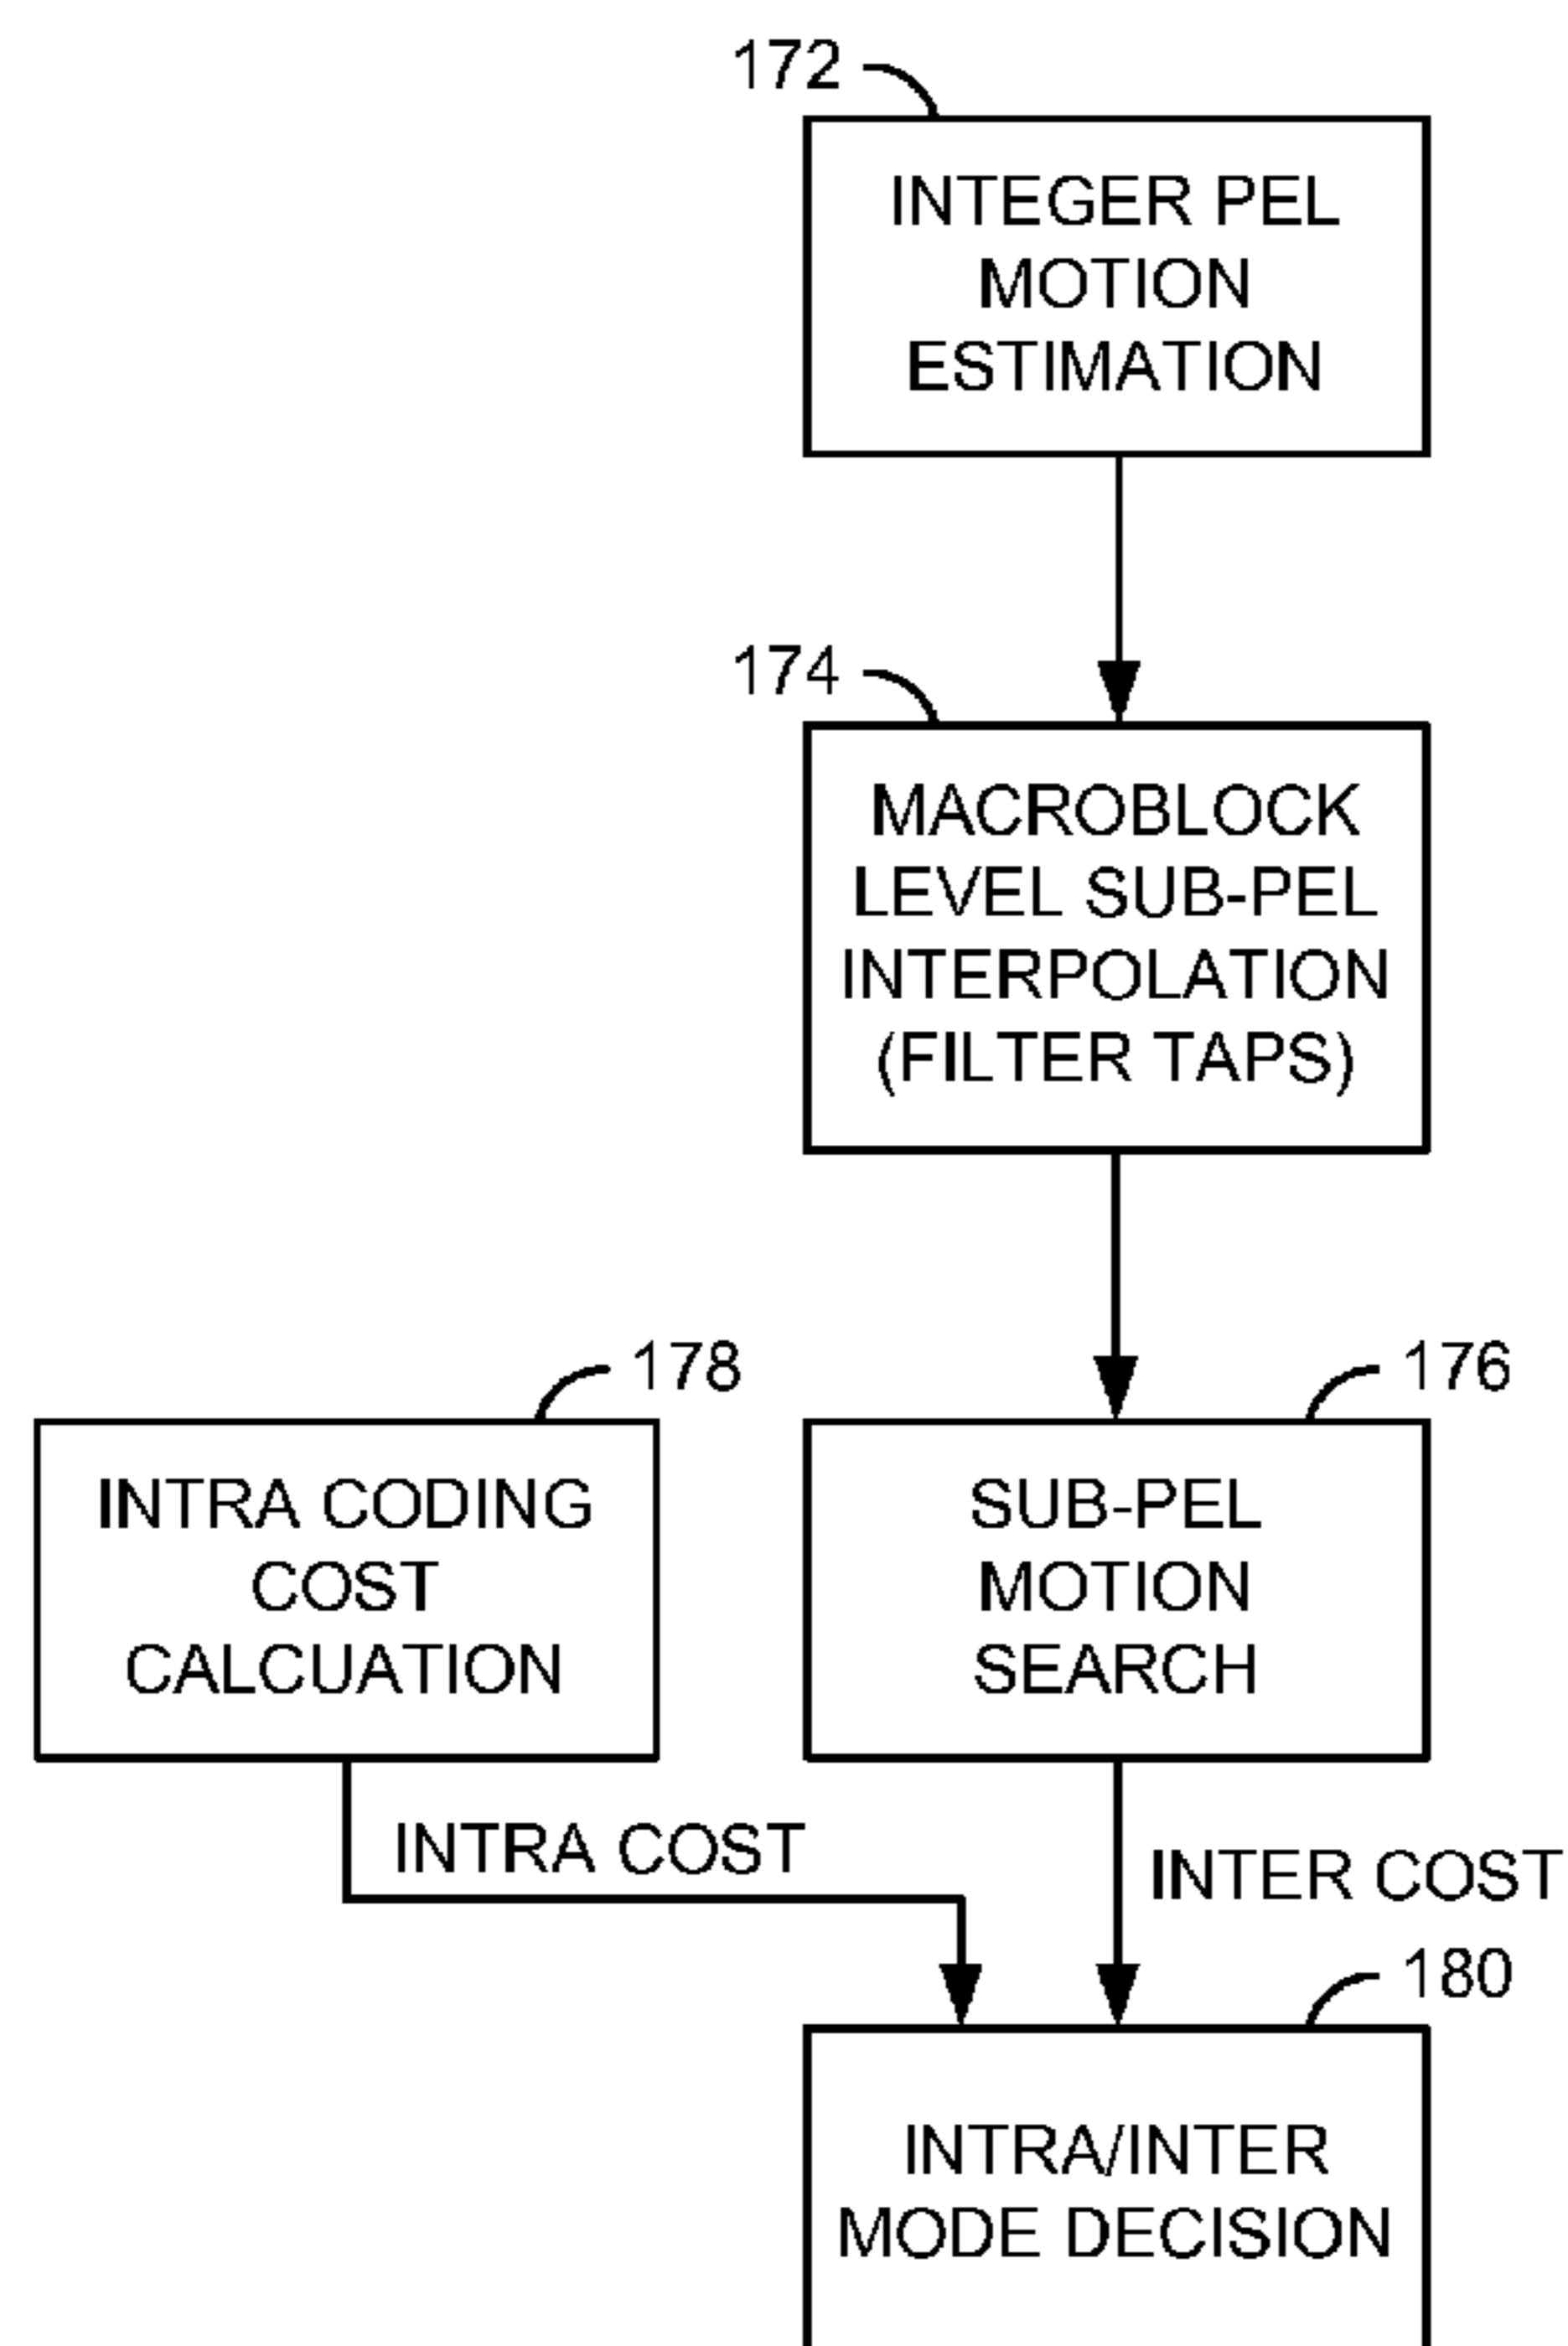 172
INTEGER PEL
MOTION
ESTIMATION
174
MACROBLOCK
LEVEL SUB-PEL
INTERPOLATION
(FILTER TAPS)
178
INTRA CODING
COST
CALCUATION
176
SUB-PEL
MOTION
SEARCH
INTRA COST
INTER COST
180
INTRA/INTER
MODE DECISION